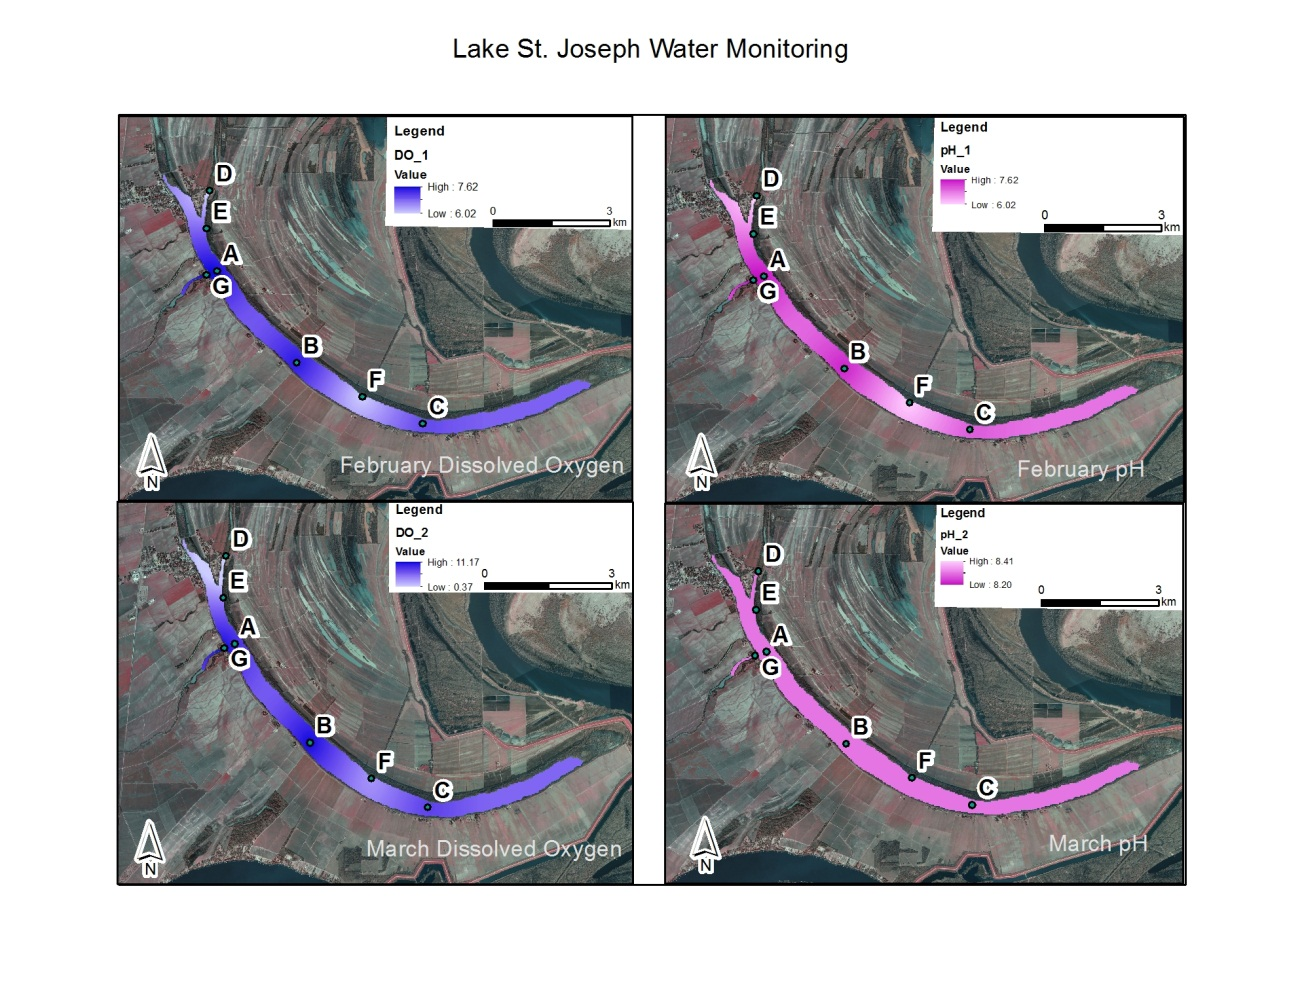 Lake St. Joseph Water Monitoring
Legend
DO_1
Value
High : 7.62
Low : 6.02
0 3
km
D
E
A
G
B
F
C
N
February Dissolved Oxygen
Legend
pH_1
Value
High : 7.62
Low : 6.02
0 3
km
D
E
A
G
B
F
C
N
February pH
Legend
DO_2
Value
High : 11.17
Low : 0.37
0 3
km
D
E
A
G
B
F
C
N
March Dissolved Oxygen
Legend
pH_2
Value
High : 8.41
Low : 8.20
0 3
km
D
E
A
G
B
F
C
N
March pH